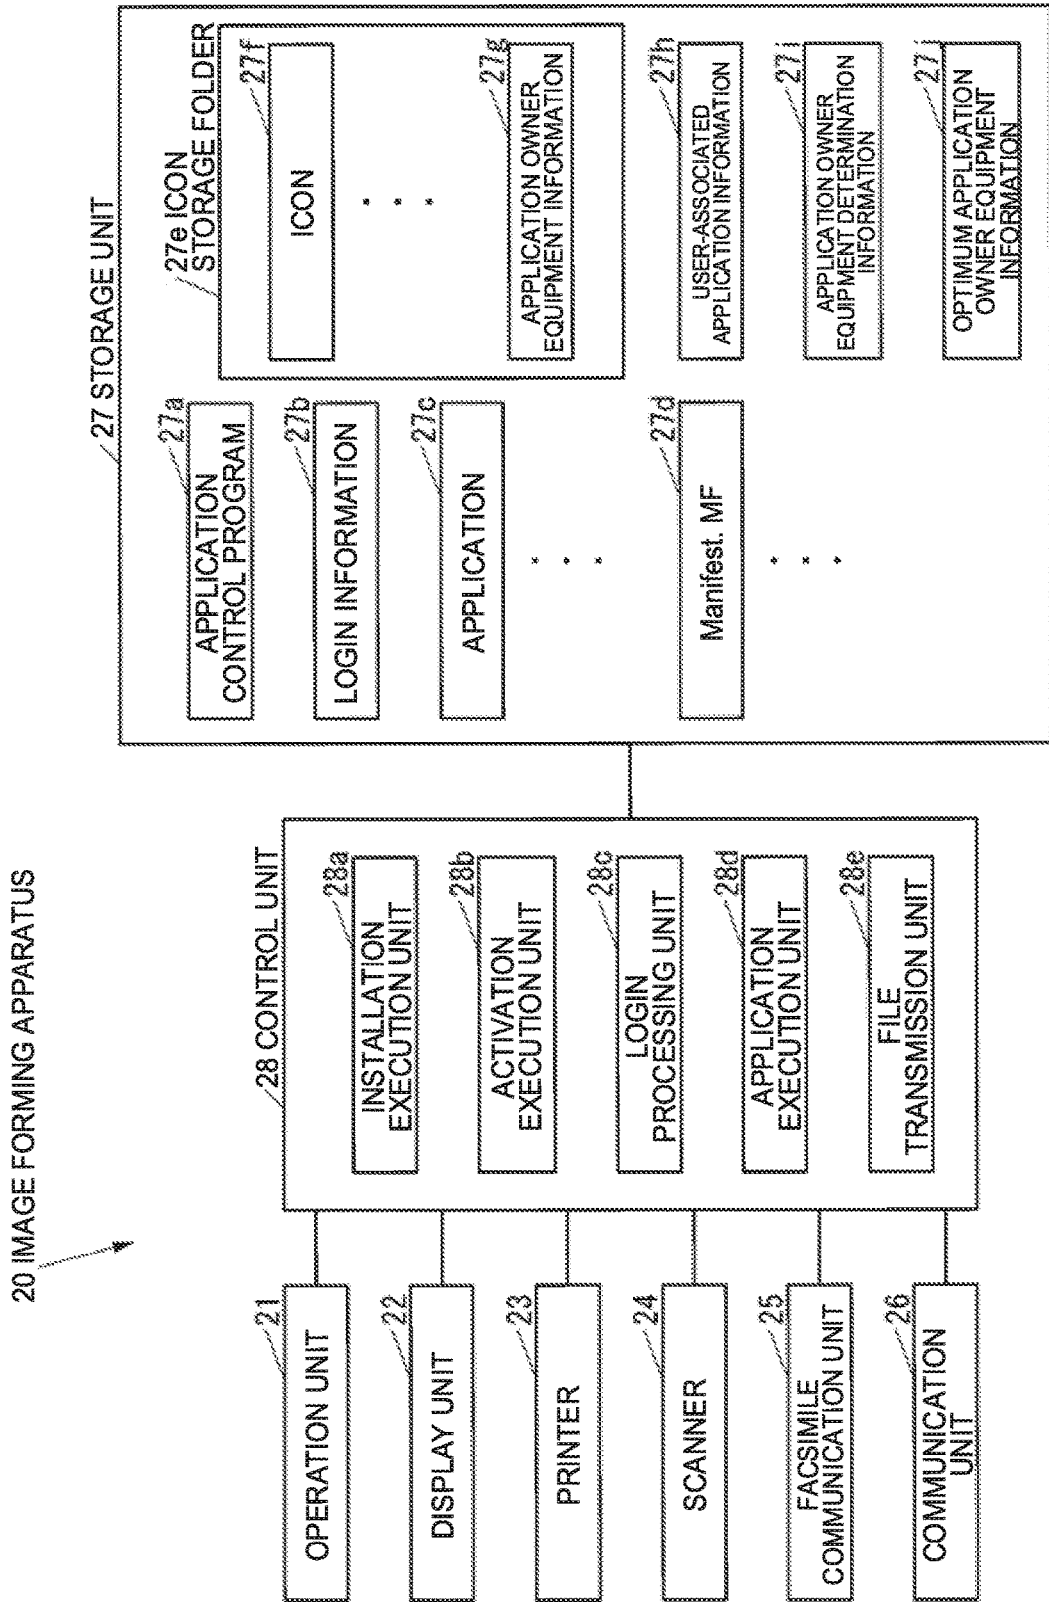 20 IMAGE FORMING APPARATUS
21
OPERATION UNIT
22
DISPLAY UNIT
23
PRINTER
24
SCANNER
25
FACSIMILE
COMMUNICATION UNIT
26
COMMUNICATION
UNIT
28 CONTROL UNIT
28a
INSTALLATION
EXECUTION UNIT
28b
ACTIVATION
EXECUTION UNIT
28c
LOGIN
PROCESSING UNIT
28d
APPLICATION
EXECUTION UNIT
28e
FILE
TRANSMISSION UNIT
27 STORAGE UNIT
27a
APPLICATION
CONTROL PROGRAM
27b
LOGIN INFORMATION
27c
APPLICATION
27d
Manifest. MF
27e ICON
STORAGE FOLDER
27f
ICON
27g
APPLICATION OWNER
EQUIPMENT INFORMATION
27h
USER-ASSOCIATED
APPLICATION INFORMATION
27i
APPLICATION OWNER
EQUIPMENT DETERMINATION
INFORMATION
27j
OPTIMUM APPLICATION
OWNER EQUIPMENT
INFORMATION